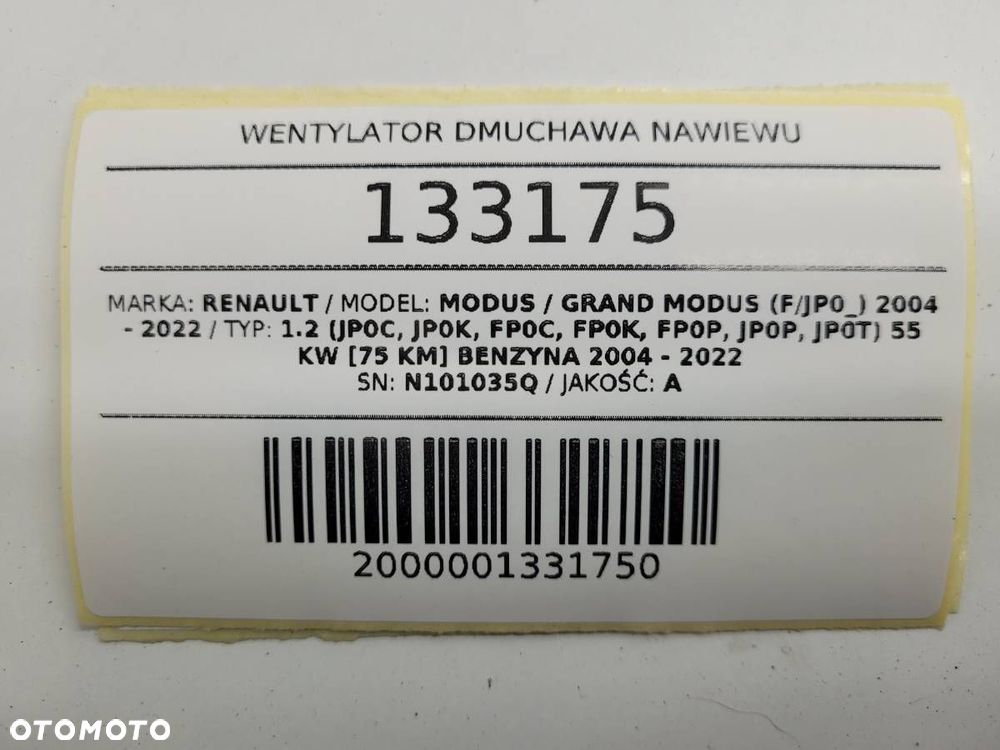 WENTYLATOR DMUCHAWA NAWIEWU
133175
MARKA: RENAULT / MODEL: MODUS / GRAND MODUS (F/JP0_) 2004
- 2022 / TYP: 1.2 (JP0C, JP0K, FP0C, FP0K, FP0P, JP0P, JP0T) 55
KW [75 KM] BENZYNA 2004 - 2022
SN: N101035Q / JAKOŚĆ: A
2000001331750
OTOMOTO